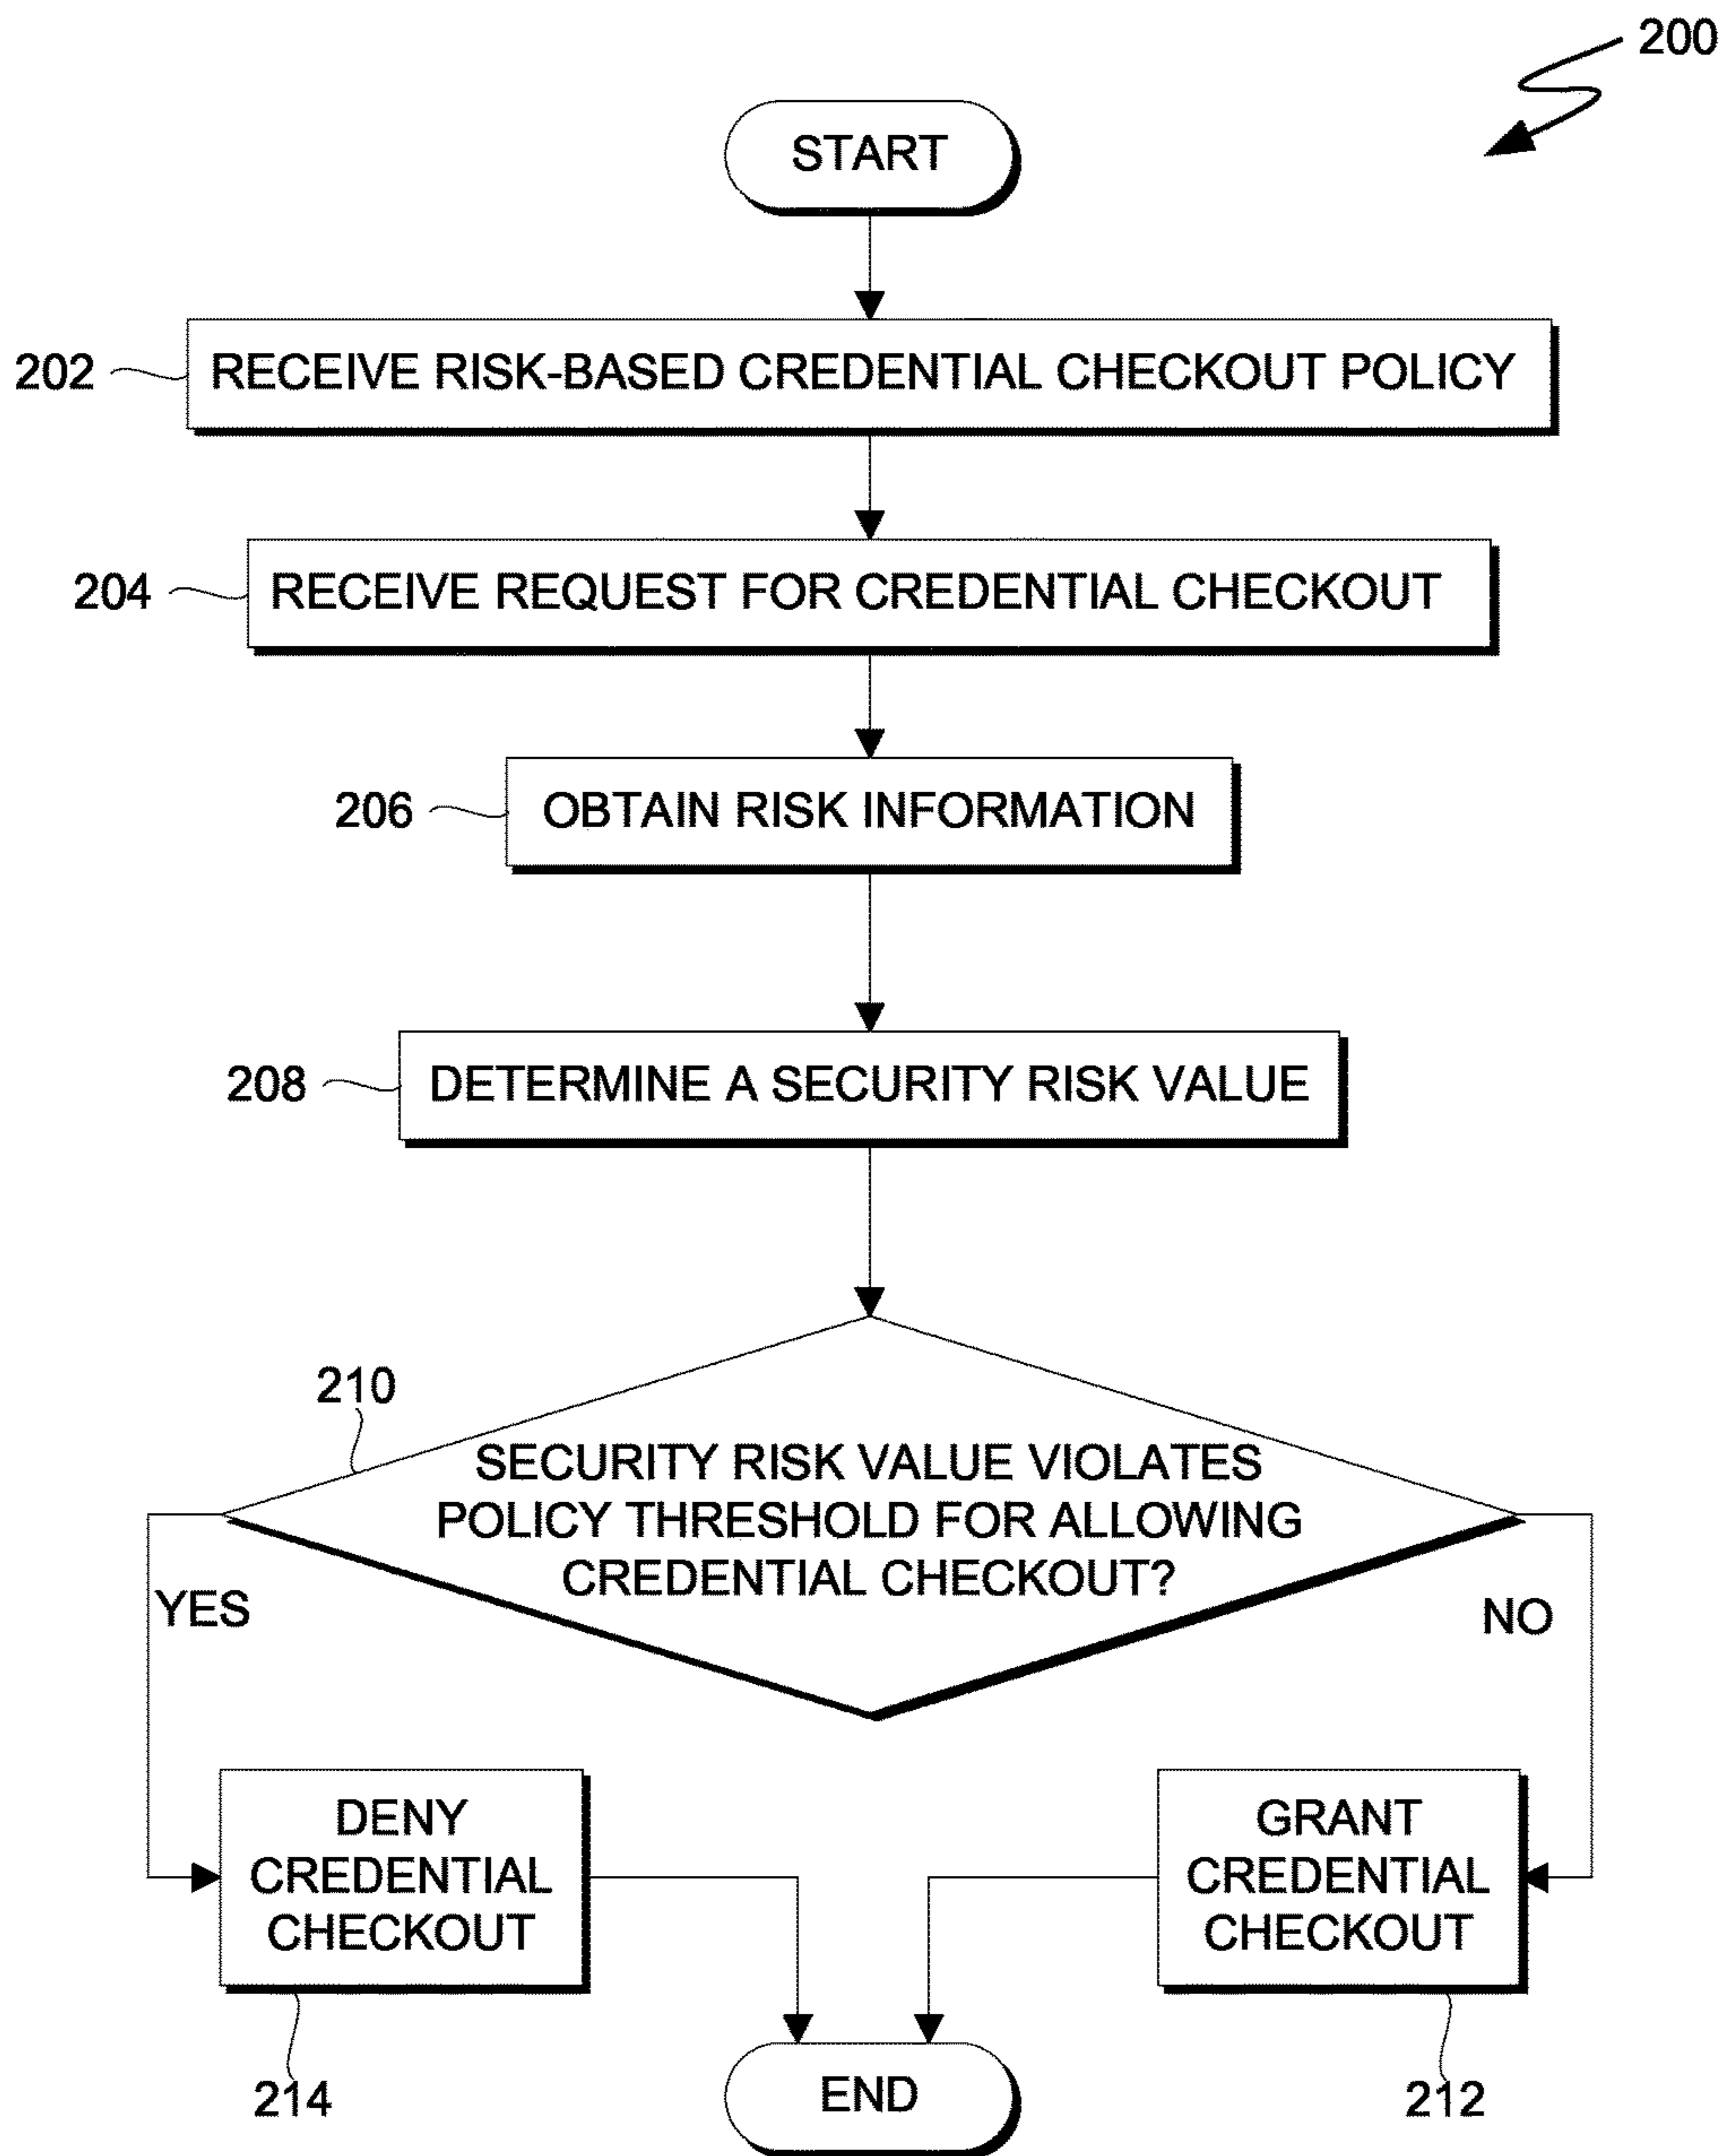 200
START
202
RECEIVE RISK-BASED CREDENTIAL CHECKOUT POLICY
204
RECEIVE REQUEST FOR CREDENTIAL CHECKOUT
206
OBTAIN RISK INFORMATION
208
DETERMINE A SECURITY RISK VALUE
210
SECURITY RISK VALUE VIOLATES
POLICY THRESHOLD FOR ALLOWING
CREDENTIAL CHECKOUT?
YES
NO
DENY
CREDENTIAL
CHECKOUT
GRANT
CREDENTIAL
CHECKOUT
214
END
212